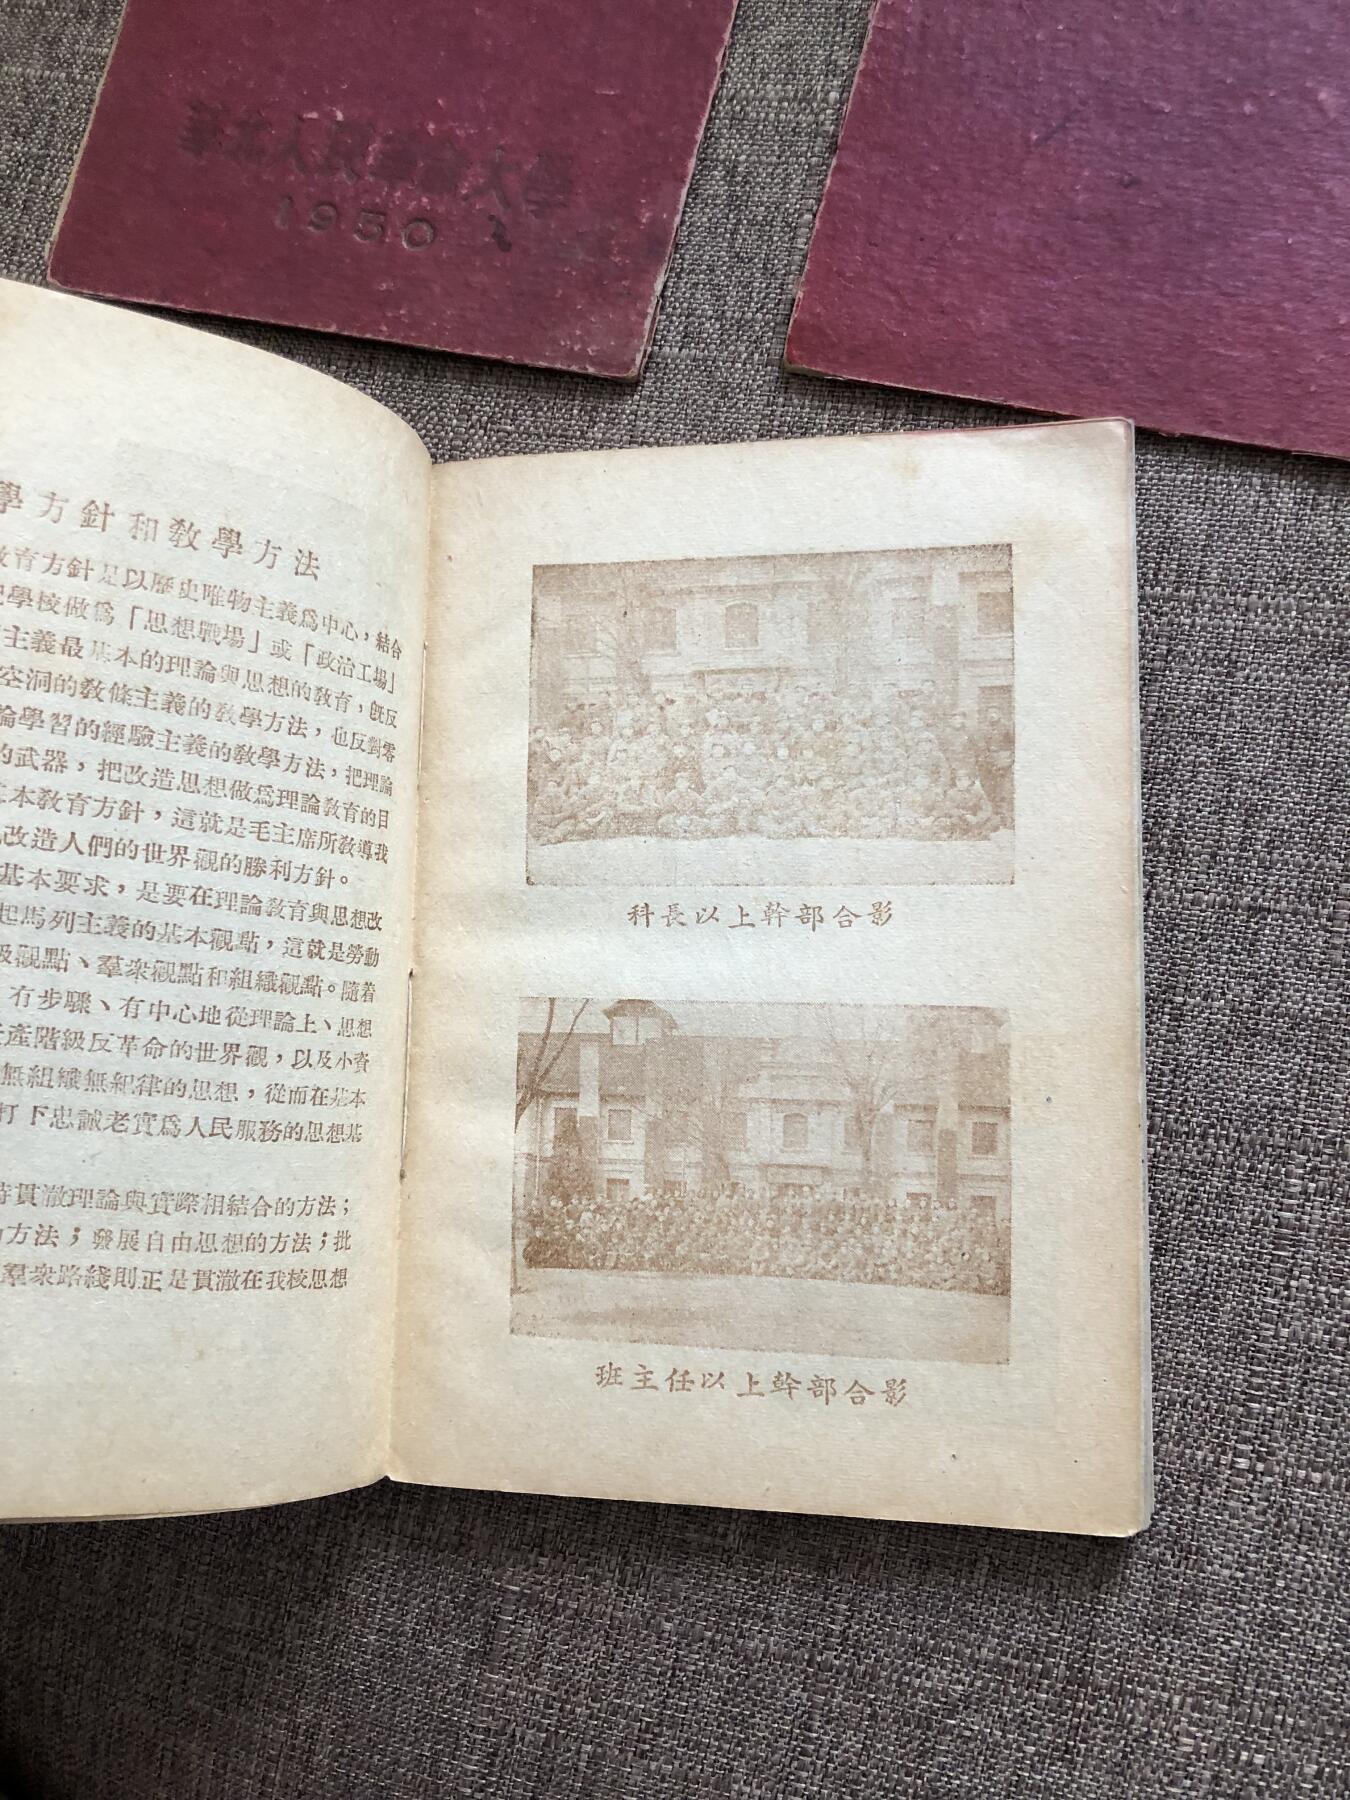 華北人民革命大學
1950
學方針和教學方法
教育方針是以歷史唯物主義爲中心，結合
學校做爲「思想戰場」或「政治工場」
主義最基本的理論與思想的教育，既反
空洞的教條主義的教學方法，也反對零
論學習的經驗主義的教學方法，把理論
的武器，把改造思想做爲理論教育的目
本教育方針，這就是毛主席所教導我
改造人們的世界觀的勝利方針。
基本要求，是要在理論教育與思想改
起馬列主義的基本觀點，這就是勞動
級觀點、羣衆觀點和組織觀點。隨着
有步驟、有中心地從理論上、思想
產階級反革命的世界觀，以及小資
無組織無紀律的思想，從而在基本
打下忠誠老實爲人民服務的思想基
持貫澈理論與實際相結合的方法；
方法；發展自由思想的方法；批
羣衆路綫則正是貫澈在我校思想
科長以上幹部合影
班主任以上幹部合影